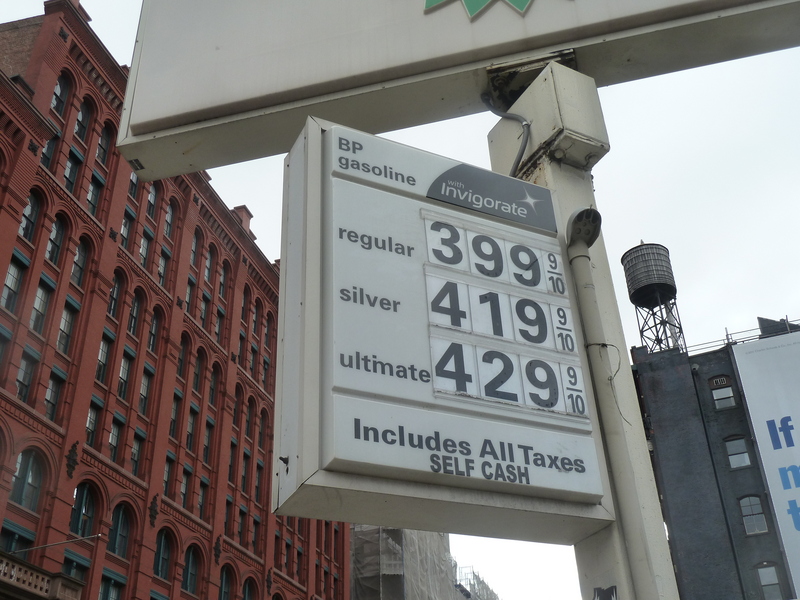 BP
gasoline
with
Invigorate
regular 399 9/10
silver 419 9/10
ultimate 429 9/10
Includes All Taxes
SELF CASH
If